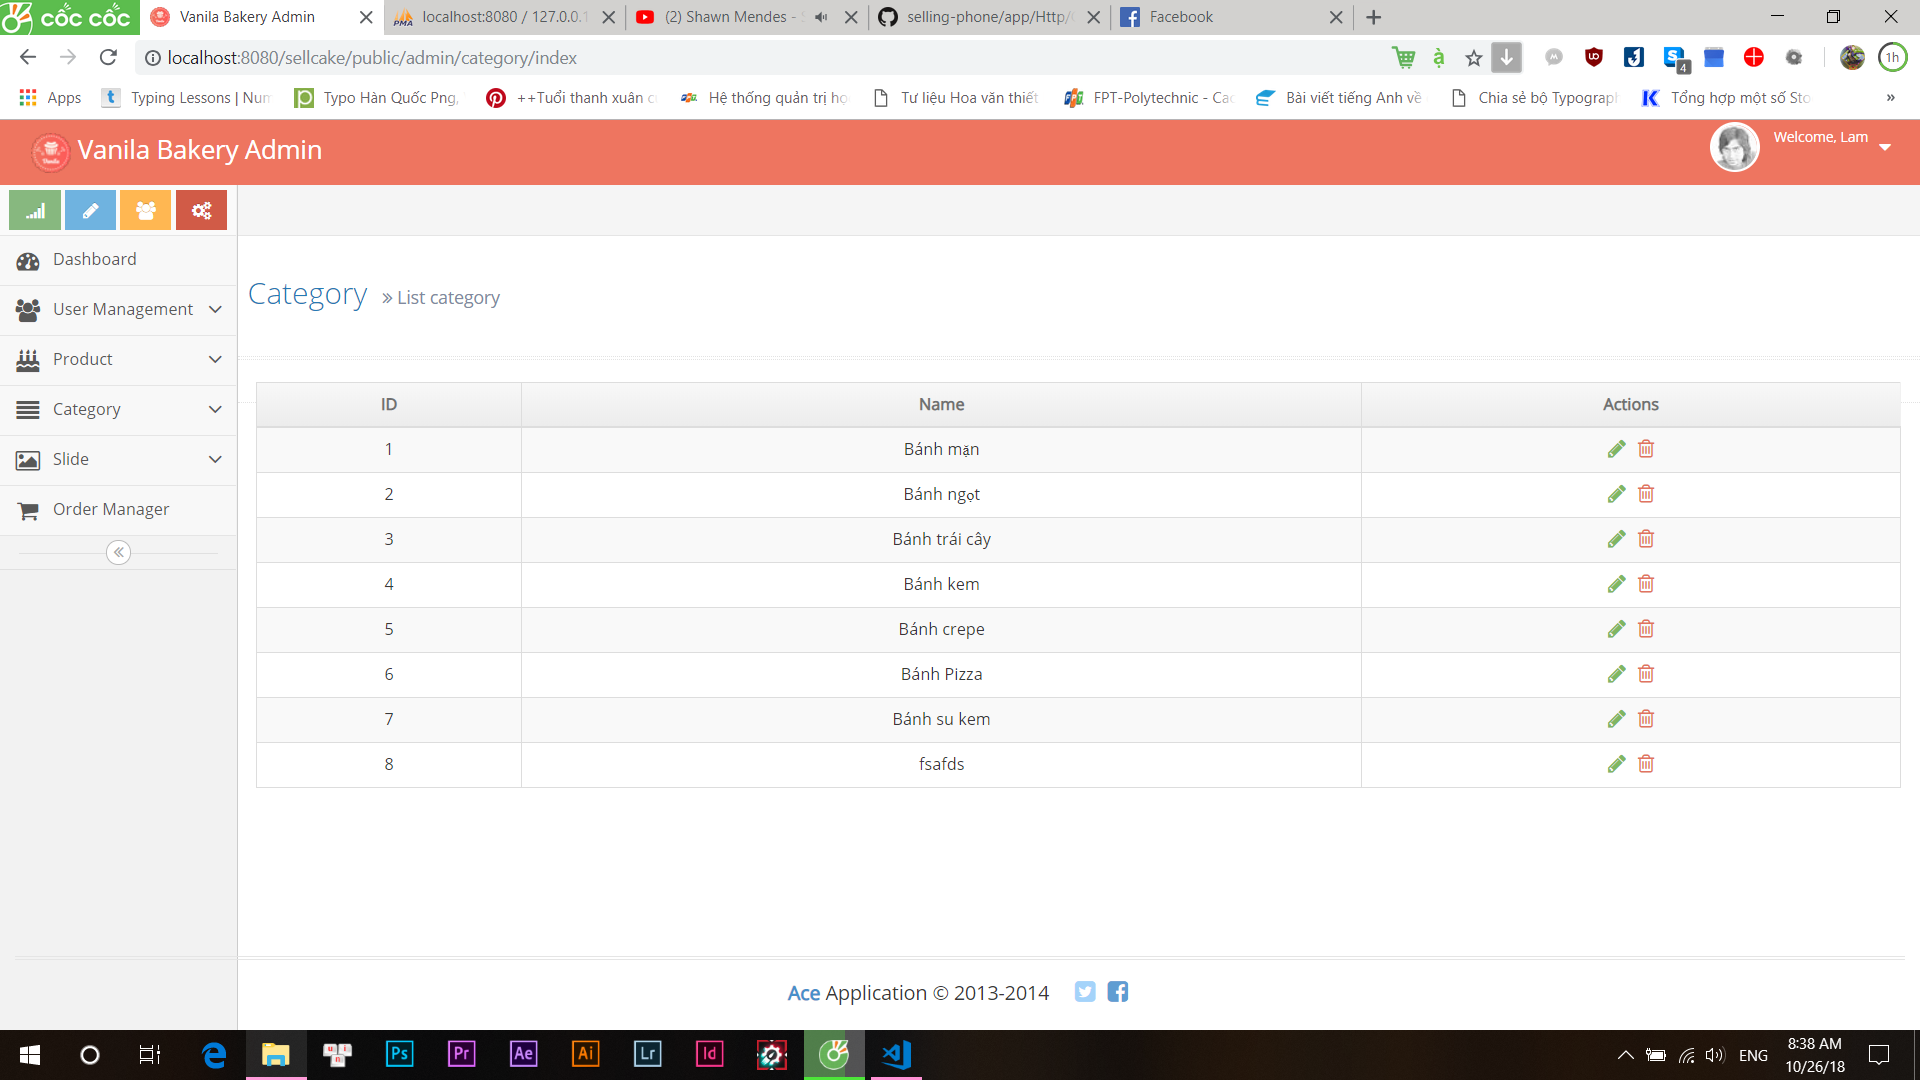 cốc cốc
Vanila Bakery Admin
localhost:8080 / 127.0.0.1
(2) Shawn Mendes -
selling-phone/app/Http/
Facebook
localhost:8080/sellcake/public/admin/category/index
4
1h
Apps
Typing Lessons | Num
Typo Hàn Quốc Png,
++Tuổi thanh xuân c
Hệ thống quản trị họ
Tư liệu Hoa văn thiết
FPT-Polytechnic - Cao
Bài viết tiếng Anh về
Chia sẻ bộ Typograph
Tổng hợp một số Sto
»
Vanila Bakery Admin
Welcome, Lam
Dashboard
User Management
Product
Category
Slide
Order Manager
Category » List category
ID Name Actions
1 Bánh mặn
2 Bánh ngọt
3 Bánh trái cây
4 Bánh kem
5 Bánh crepe
6 Bánh Pizza
7 Bánh su kem
8 fsafds
Ace Application © 2013-2014
Ps
Pr
Ae
Ai
Lr
Id
ENG
8:38 AM
10/26/18